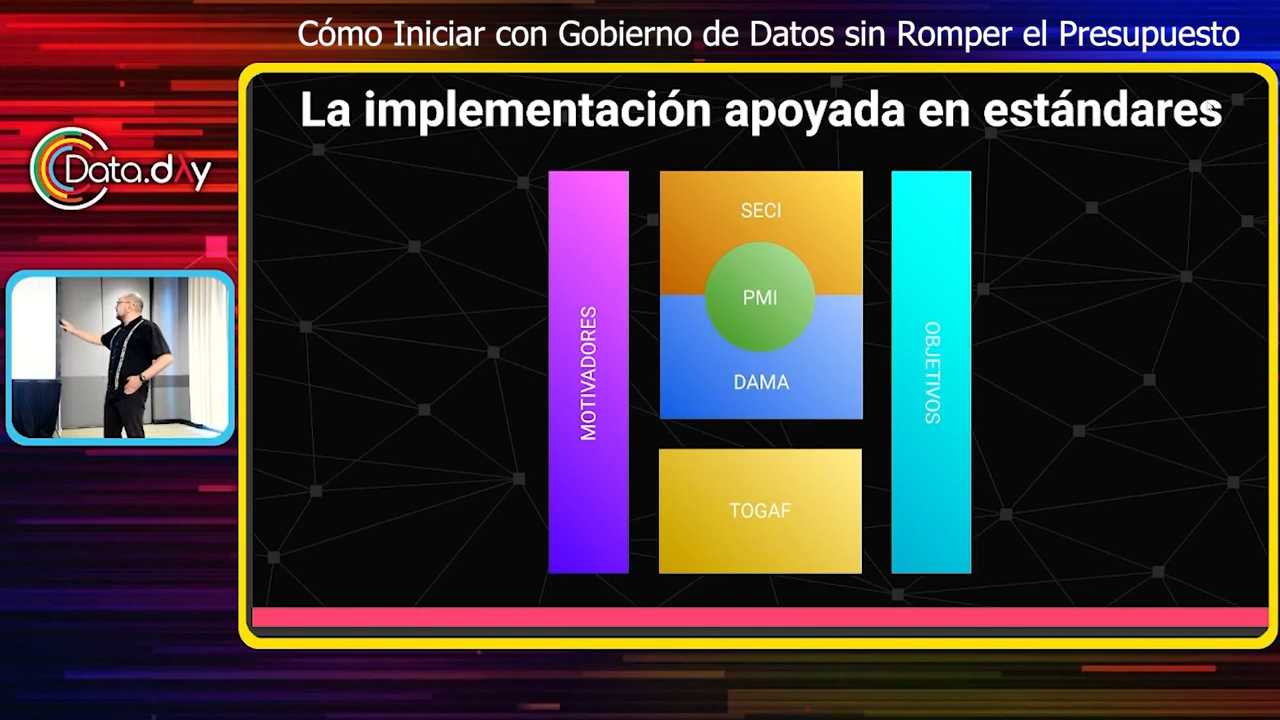 Cómo Iniciar con Gobierno de Datos sin Romper el Presupuesto
La implementación apoyada en estándares
Data.dΛy
MOTIVADORES
SECI
PMI
DAMA
TOGAF
OBJETIVOS